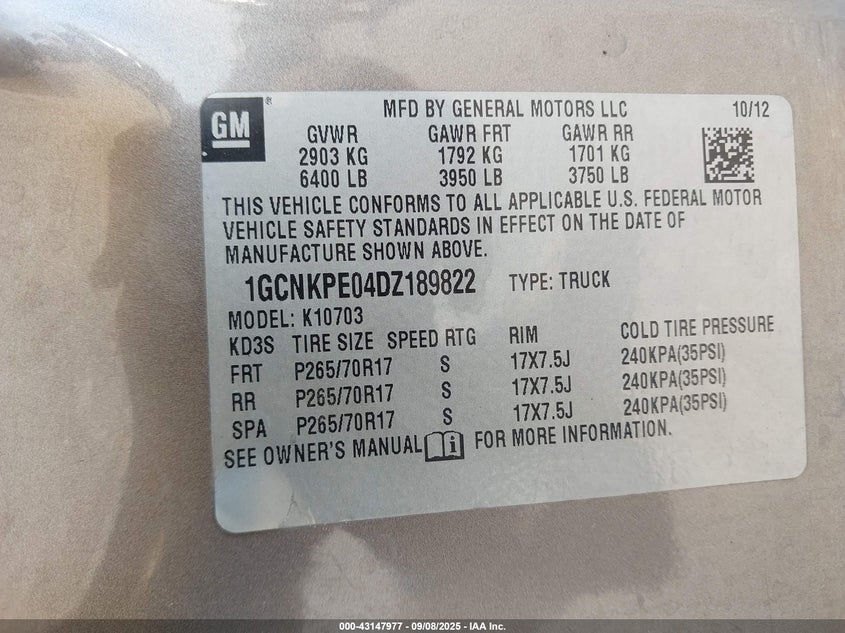 GM ® MFD BY GENERAL MOTORS LLC 10/12
GVWR GAWR FRT GAWR RR
2903 KG 1792 KG 1701 KG
6400 LB 3950 LB 3750 LB
THIS VEHICLE CONFORMS TO ALL APPLICABLE U.S. FEDERAL MOTOR
VEHICLE SAFETY STANDARDS IN EFFECT ON THE DATE OF
MANUFACTURE SHOWN ABOVE.
1GCNKPE04DZ189822 TYPE: TRUCK
MODEL: K10703
KD3S TIRE SIZE SPEED RTG RIM COLD TIRE PRESSURE
FRT P265/70R17 S 17X7.5J 240KPA(35PSI)
RR P265/70R17 S 17X7.5J 240KPA(35PSI)
SPA P265/70R17 S 17X7.5J 240KPA(35PSI)
SEE OWNER'S MANUAL i FOR MORE INFORMATION.
000-43147977 - 09/08/2025 - IAA Inc.